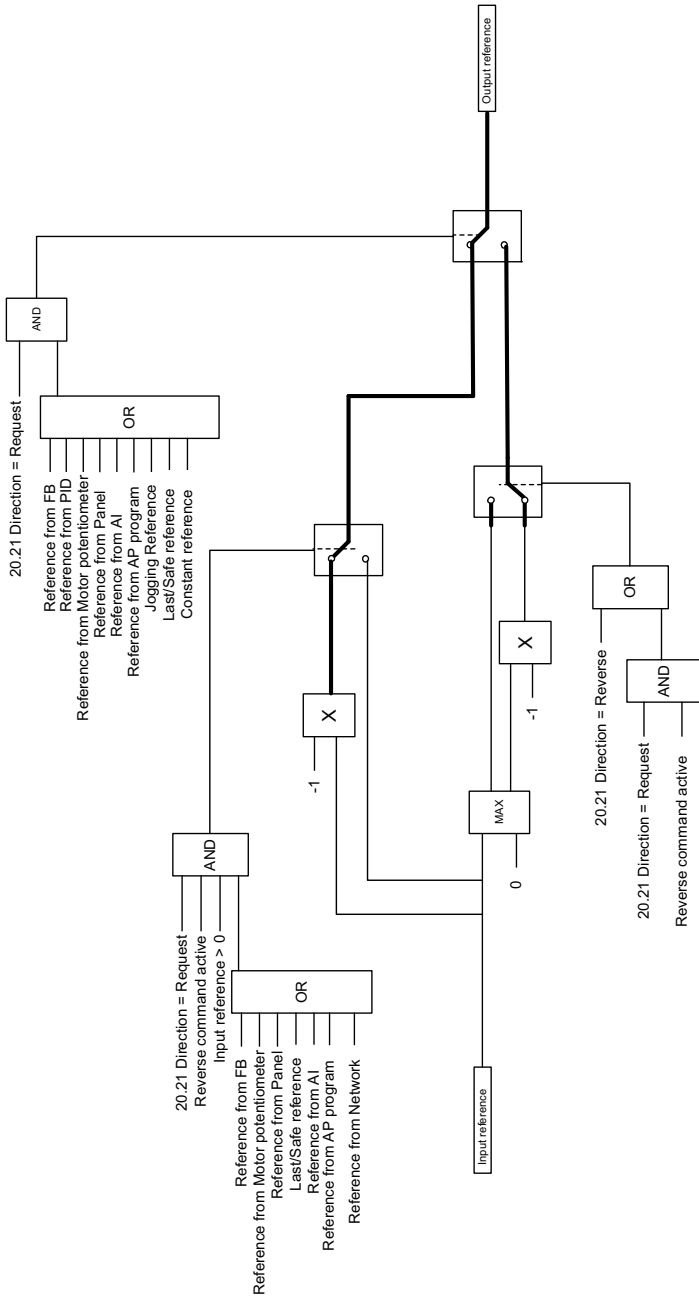 Output reference
AND
20.21 Direction = Request
OR
Reference from FB
Reference from PID
Reference from Motor potentiometer
Reference from Panel
Reference from AI
Reference from AP program
Jogging Reference
Last/Safe reference
Constant reference
AND
20.21 Direction = Request
Reverse command active
Input reference > 0
OR
Reference from FB
Reference from Motor potentiometer
Reference from Panel
Last/Safe reference
Reference from AI
Reference from AP program
Reference from Network
X
-1
MAX
0
X
-1
OR
20.21 Direction = Reverse
AND
20.21 Direction = Request
Reverse command active
Input reference